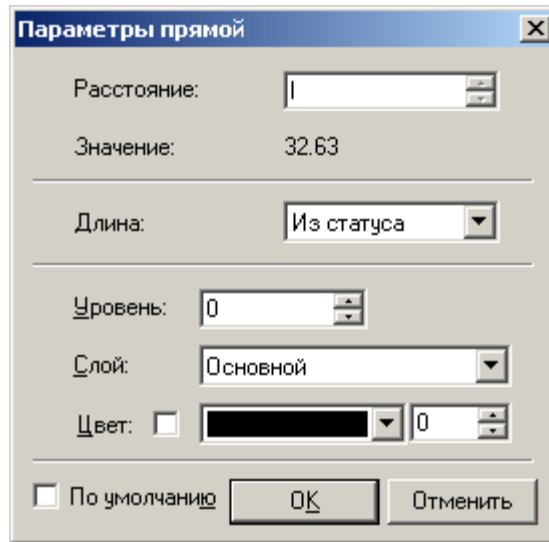 Параметры прямой
Расстояние: l
Значение: 32.63
Длина: Из статуса
Уровень: 0
Слой: Основной
Цвет: 0
По умолчанию OK Отменить